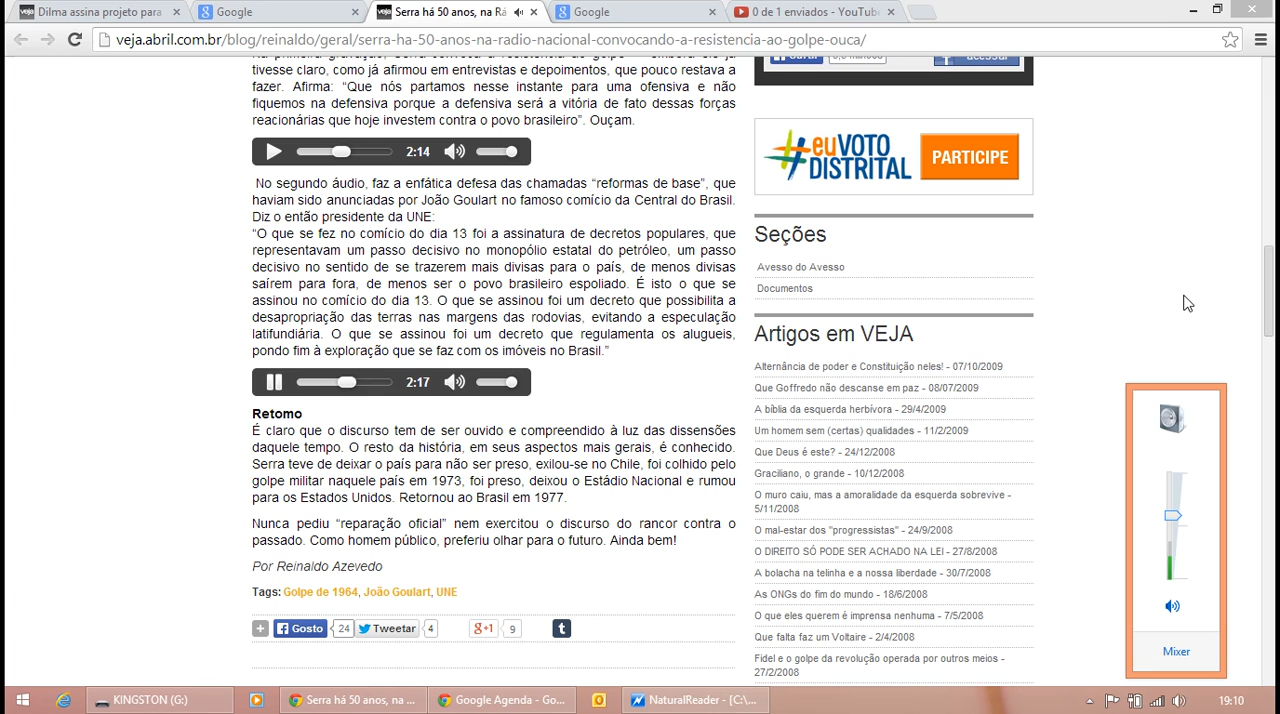 Dilma assina projeto para
Google
Serra há 50 anos, na Rá
Google
0 de 1 enviados - YouTube
veja.abril.com.br/blog/reinaldo/geral/serra-ha-50-anos-na-radio-nacional-convocando-a-resistencia-ao-golpe-ouca/
tivesse claro, como já afirmou em entrevistas e depoimentos, que pouco restava a
fazer. Afirma: “Que nós partamos nesse instante para uma ofensiva e não
fiquemos na defensiva porque a defensiva será a vitória de fato dessas forças
reacionárias que hoje investem contra o povo brasileiro”. Ouçam.
2:14
No segundo áudio, faz a enfática defesa das chamadas “reformas de base”, que
haviam sido anunciadas por João Goulart no famoso comício da Central do Brasil.
Diz o então presidente da UNE:
“O que se fez no comício do dia 13 foi a assinatura de decretos populares, que
representavam um passo decisivo no monopólio estatal do petróleo, um passo
decisivo no sentido de se trazerem mais divisas para o país, de menos divisas
saírem para fora, de menos ser o povo brasileiro espoliado. É isto o que se
assinou no comício do dia 13. O que se assinou foi um decreto que possibilita a
desapropriação das terras nas margens das rodovias, evitando a especulação
latifundiária. O que se assinou foi um decreto que regulamenta os alugueis,
pondo fim à exploração que se faz com os imóveis no Brasil.”
2:17
Retomo
É claro que o discurso tem de ser ouvido e compreendido à luz das dissensões
daquele tempo. O resto da história, em seus aspectos mais gerais, é conhecido.
Serra teve de deixar o país para não ser preso, exilou-se no Chile, foi colhido pelo
golpe militar naquele país em 1973, foi preso, deixou o Estádio Nacional e rumou
para os Estados Unidos. Retornou ao Brasil em 1977.
Nunca pediu “reparação oficial” nem exercitou o discurso do rancor contra o
passado. Como homem público, preferiu olhar para o futuro. Ainda bem!
Por Reinaldo Azevedo
Tags: Golpe de 1964, João Goulart, UNE
Gosto 24 Tweetar 4 g+1 9 t
#euVOTO
DISTRITAL
PARTICIPE
Seções
Avesso do Avesso
Documentos
Artigos em VEJA
Alternância de poder e Constituição neles! - 07/10/2009
Que Goffredo não descanse em paz - 08/07/2009
A bíblia da esquerda herbívora - 29/4/2009
Um homem sem (certas) qualidades - 11/2/2009
Que Deus é este? - 24/12/2008
Graciliano, o grande - 10/12/2008
O muro caiu, mas a amoralidade da esquerda sobrevive -
5/11/2008
O mal-estar dos "progressistas" - 24/9/2008
O DIREITO SÓ PODE SER ACHADO NA LEI - 27/8/2008
A bolacha na telinha e a nossa liberdade - 30/7/2008
As ONGs do fim do mundo - 18/6/2008
O que eles querem é imprensa nenhuma - 7/5/2008
Que falta faz um Voltaire - 2/4/2008
Fidel e o golpe da revolução operada por outros meios -
27/2/2008
Mixer
KINGSTON (G:)
Serra há 50 anos, na ...
Google Agenda - Go...
NaturalReader - [C:\...
19:10